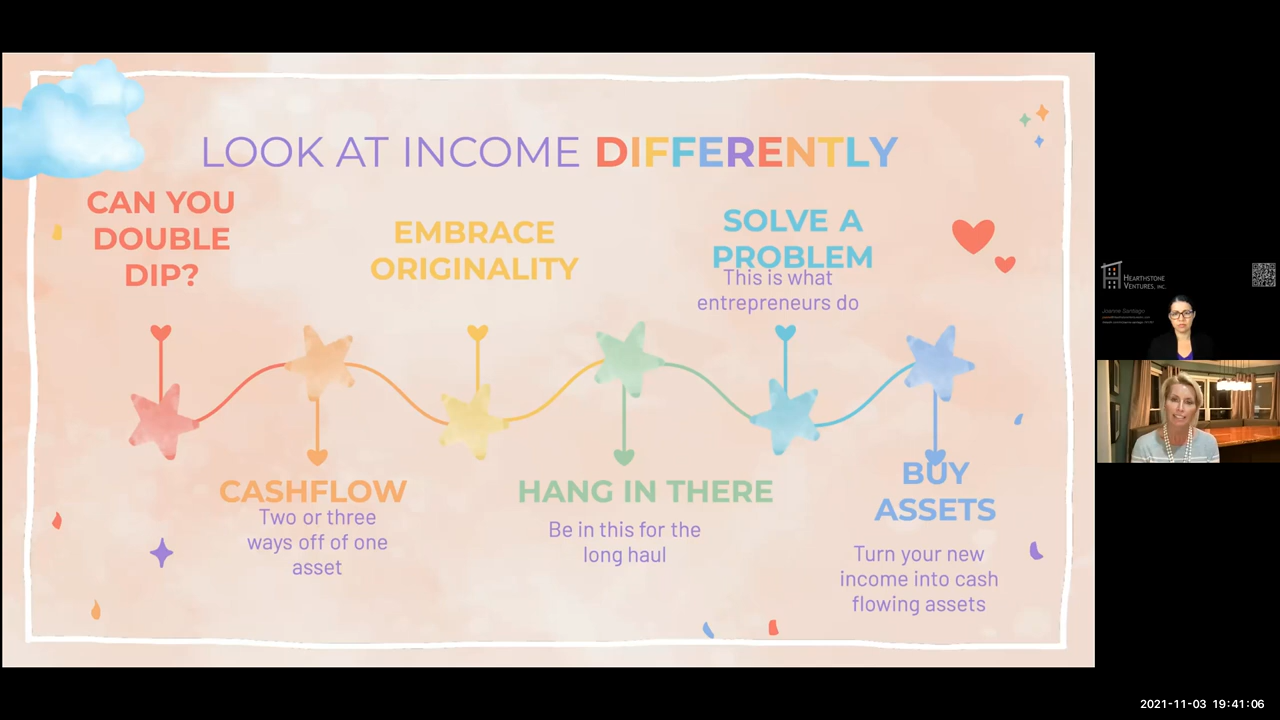 LOOK AT INCOME DIFFERENTLY
CAN YOU
DOUBLE
DIP?
EMBRACE
ORIGINALITY
SOLVE A
PROBLEM
This is what
entrepreneurs do
CASHFLOW
Two or three
ways off of one
asset
HANG IN THERE
Be in this for the
long haul
BUY
ASSETS
Turn your new
income into cash
flowing assets
HEARTHSTONE
VENTURES, INC.
Joanne Santiago
2021-11-03 19:41:06